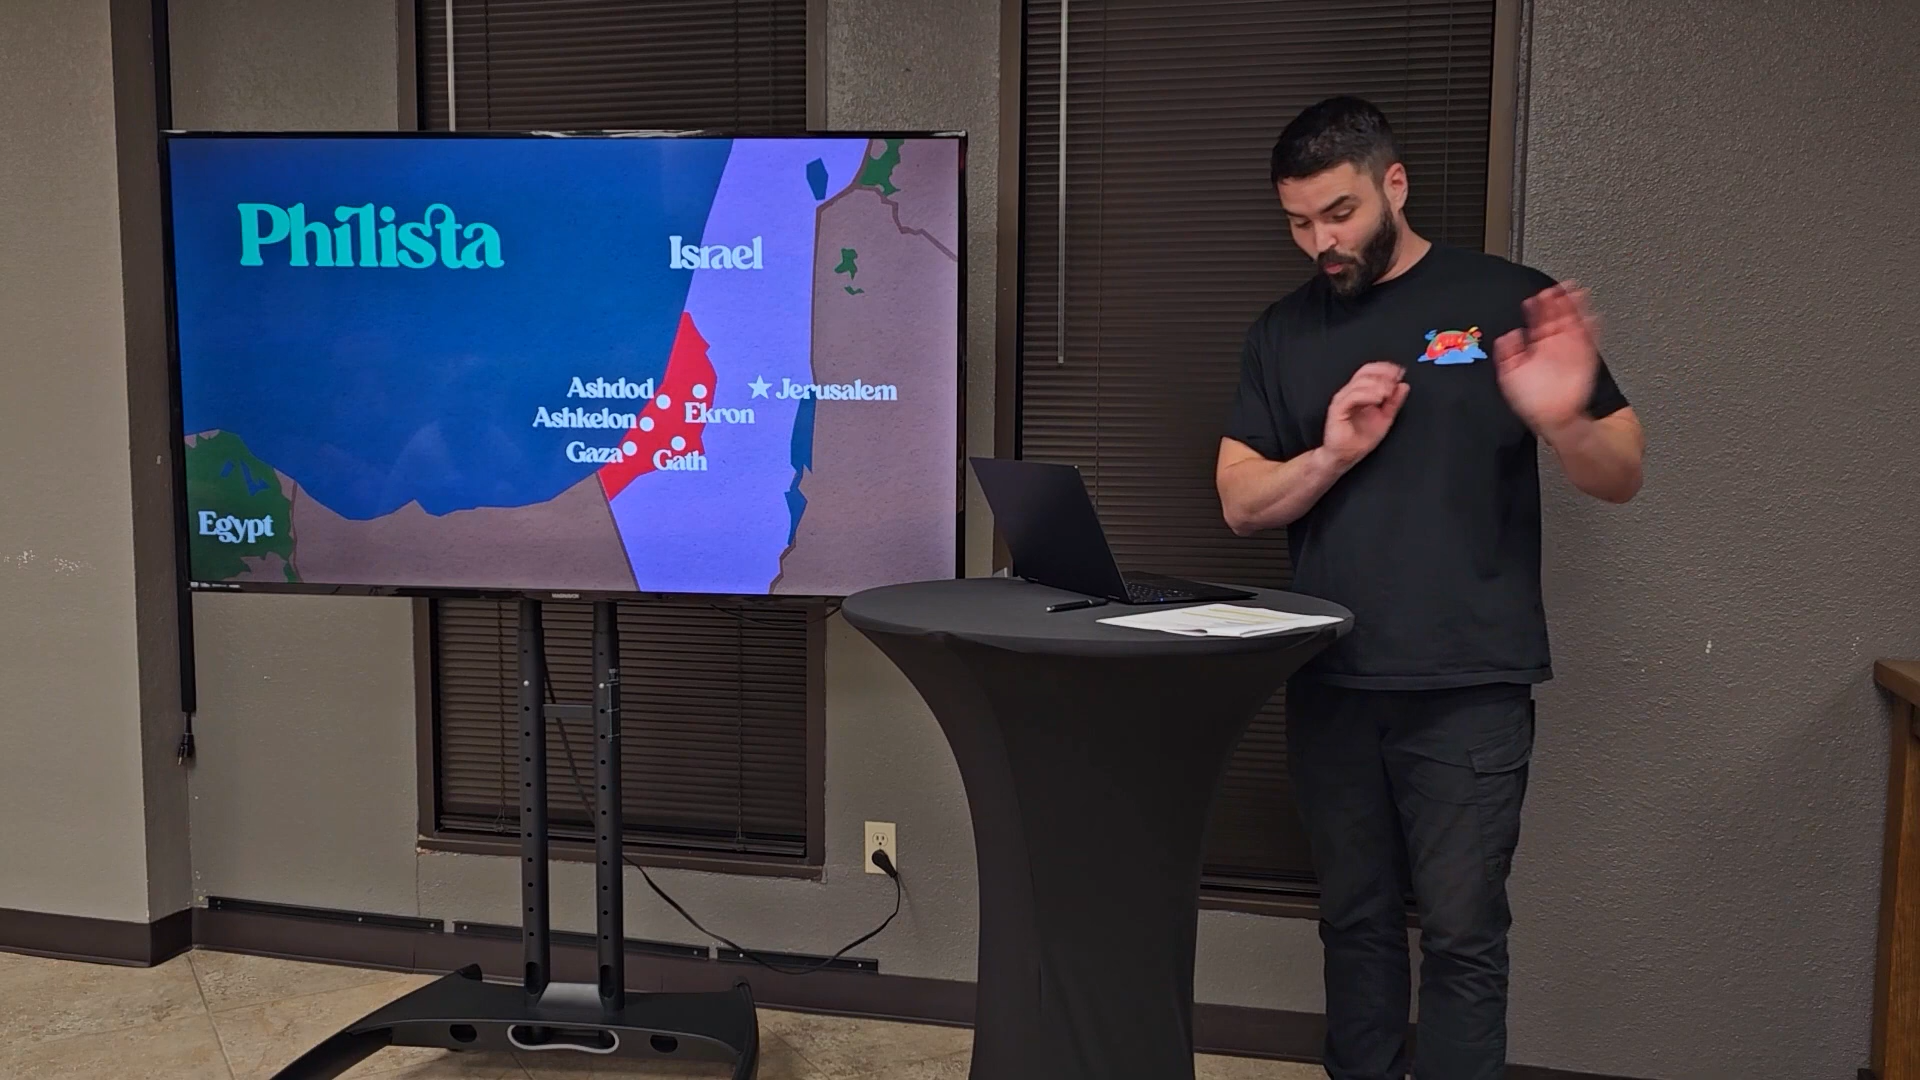 Philista
Israel
Ashdod
Jerusalem
Ekron
Ashkelon
Gaza
Gath
Egypt